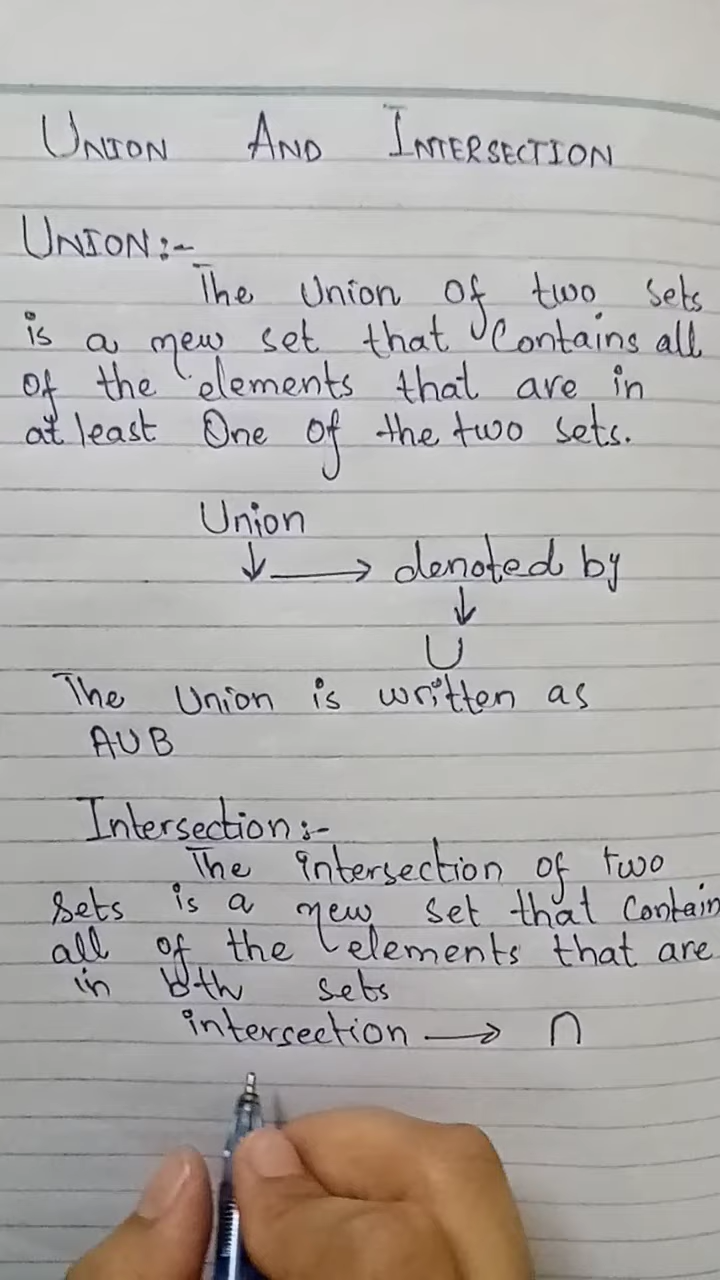 UNION AND INTERSECTION
UNION:-
The Union of two sets
is a new set that Contains all
of the elements that are in
at least One of the two sets.
Union
↓ → denoted by
↓
U
The Union is written as
AUB
Intersection:-
The intersection of two
sets is a new set that Contain
all of the elements that are
in both sets
intersection → ∩